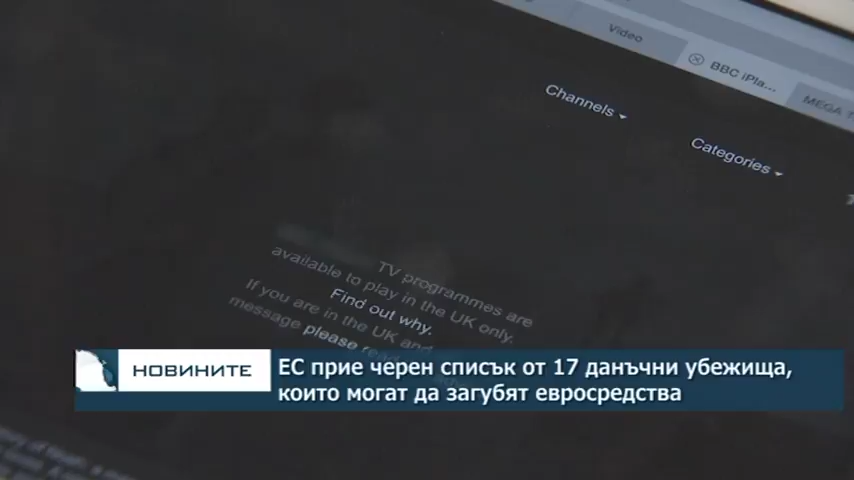 Video
BBC iPla...
MEGA T
Channels
Categories
TV programmes are
available to play in the UK only.
Find out why.
If you are in the UK and
message please read
НОВИНИТЕ
ЕС прие черен списък от 17 данъчни убежища,
които могат да загубят евросредства